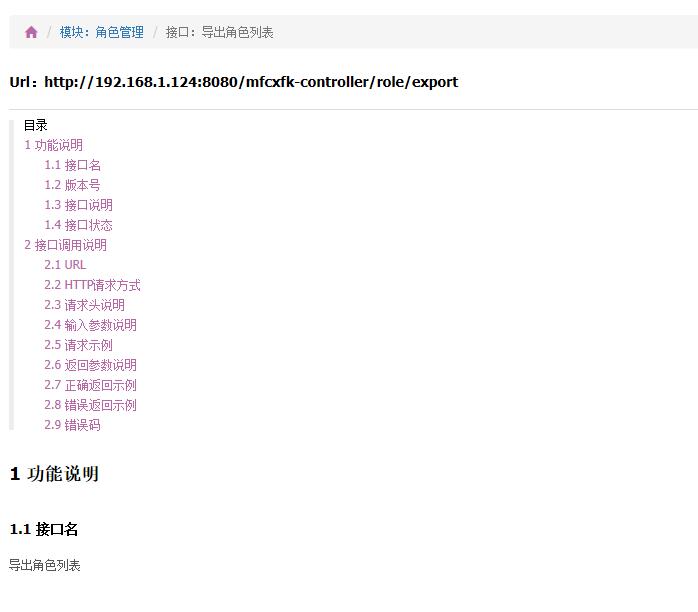 / 模块：角色管理 / 接口：导出角色列表
Url：http://192.168.1.124:8080/mfcxfk-controller/role/export
目录
1 功能说明
1.1 接口名
1.2 版本号
1.3 接口说明
1.4 接口状态
2 接口调用说明
2.1 URL
2.2 HTTP请求方式
2.3 请求头说明
2.4 输入参数说明
2.5 请求示例
2.6 返回参数说明
2.7 正确返回示例
2.8 错误返回示例
2.9 错误码
1 功能说明
1.1 接口名
导出角色列表